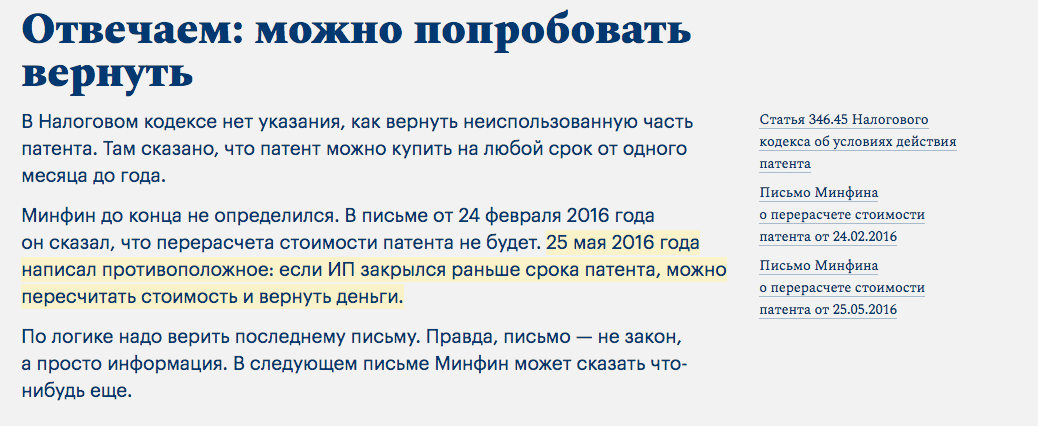 Отвечаем: можно попробовать
вернуть
В Налоговом кодексе нет указания, как вернуть неиспользованную часть
патента. Там сказано, что патент можно купить на любой срок от одного
месяца до года.
Минфин до конца не определился. В письме от 24 февраля 2016 года
он сказал, что перерасчета стоимости патента не будет. 25 мая 2016 года
написал противоположное: если ИП закрылся раньше срока патента, можно
пересчитать стоимость и вернуть деньги.
По логике надо верить последнему письму. Правда, письмо — не закон,
а просто информация. В следующем письме Минфин может сказать что-
нибудь еще.
Статья 346.45 Налогового
кодекса об условиях действия
патента
Письмо Минфина
о перерасчете стоимости
патента от 24.02.2016
Письмо Минфина
о перерасчете стоимости
патента от 25.05.2016